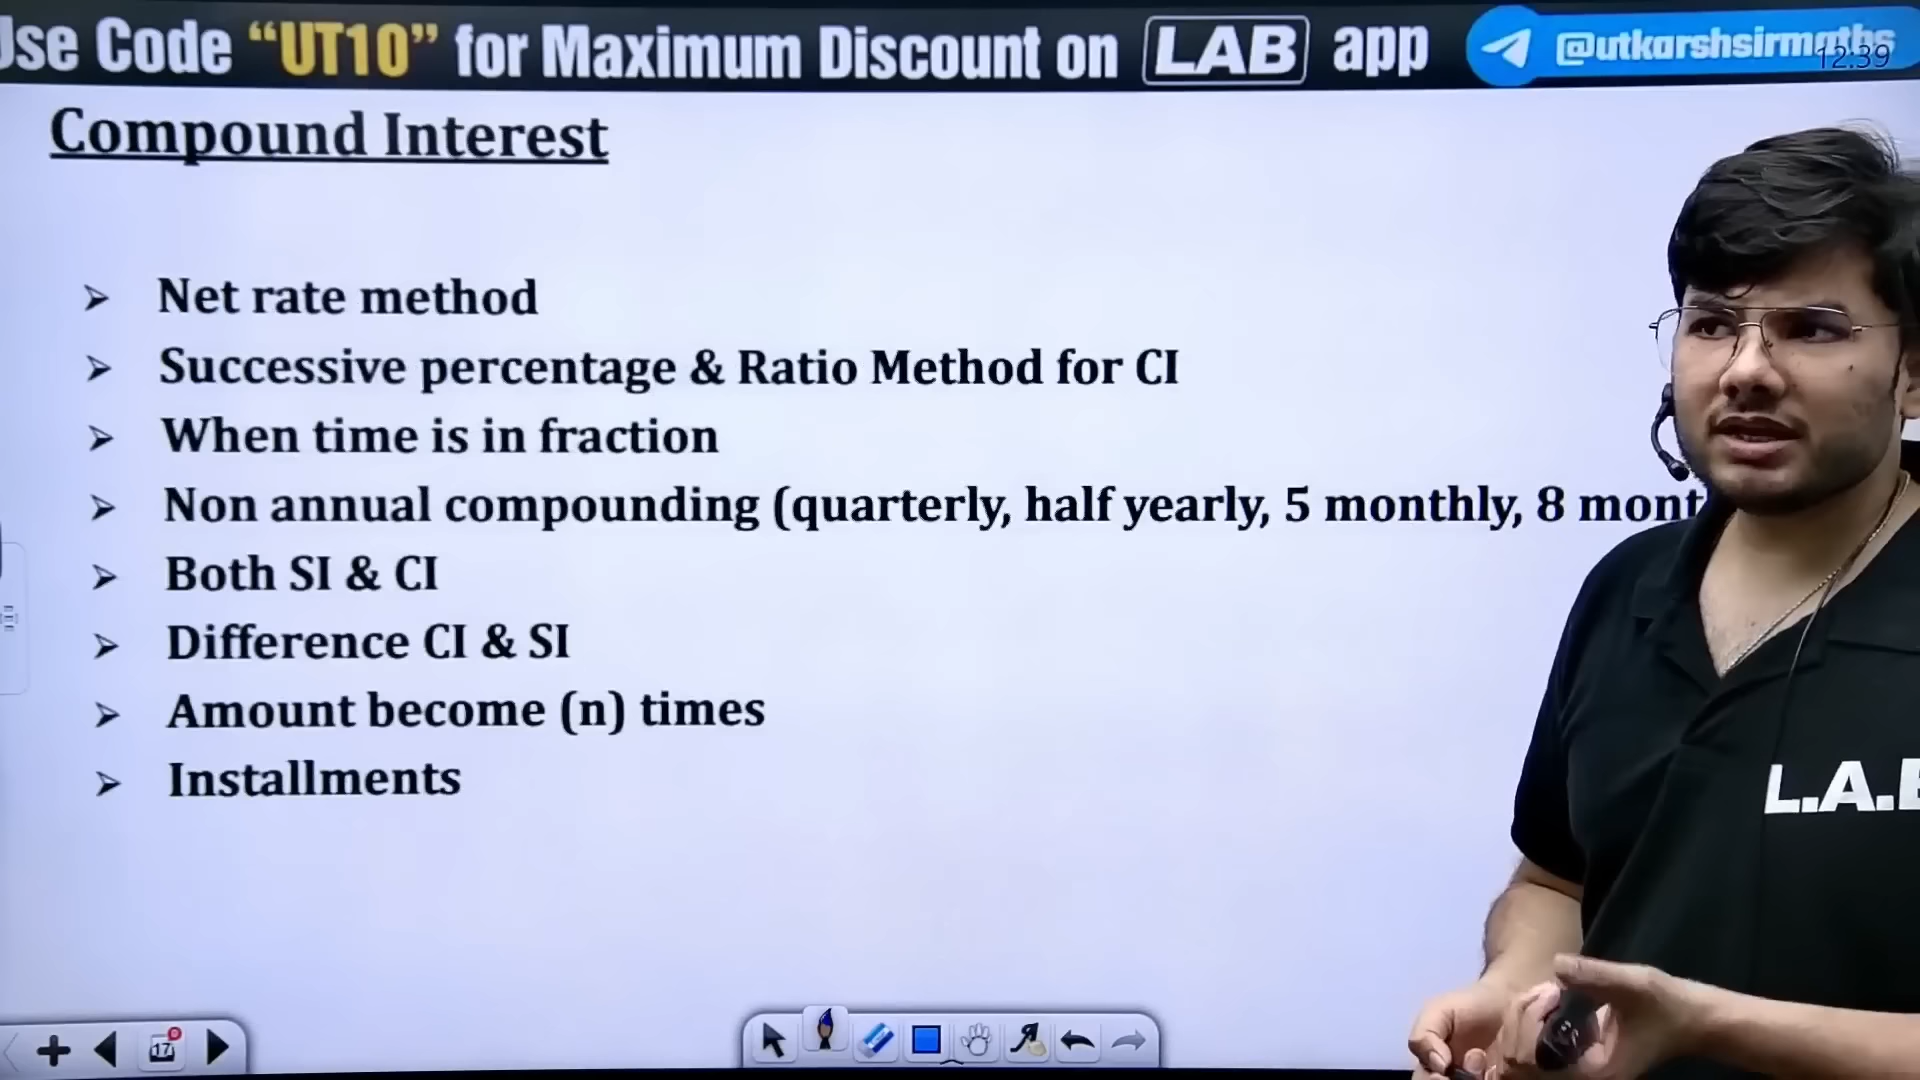 Use Code “UT10” for Maximum Discount on LAB app @utkarshsirmaths
12:39
Compound Interest
➢ Net rate method
➢ Successive percentage & Ratio Method for CI
➢ When time is in fraction
➢ Non annual compounding (quarterly, half yearly, 5 monthly, 8 mont
➢ Both SI & CI
➢ Difference CI & SI
➢ Amount become (n) times
➢ Installments
L.A.B
17